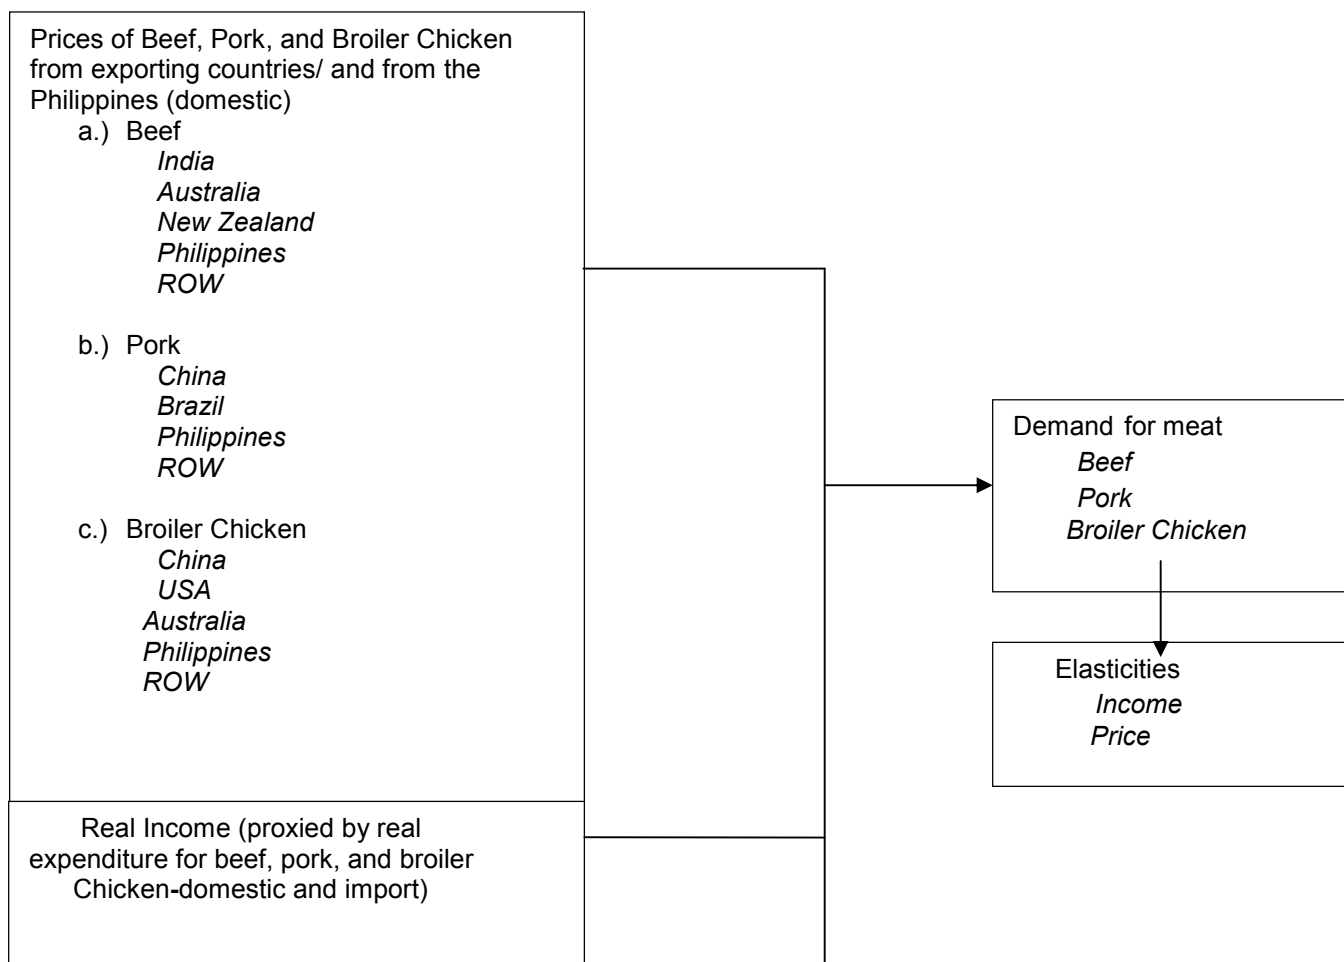 Prices of Beef, Pork, and Broiler Chicken
from exporting countries/ and from the
Philippines (domestic)
a.) Beef
India
Australia
New Zealand
Philippines
ROW
b.) Pork
China
Brazil
Philippines
ROW
c.) Broiler Chicken
China
USA
Australia
Philippines
ROW
Real Income (proxied by real
expenditure for beef, pork, and broiler
Chicken-domestic and import)
Demand for meat
Beef
Pork
Broiler Chicken
Elasticities
Income
Price